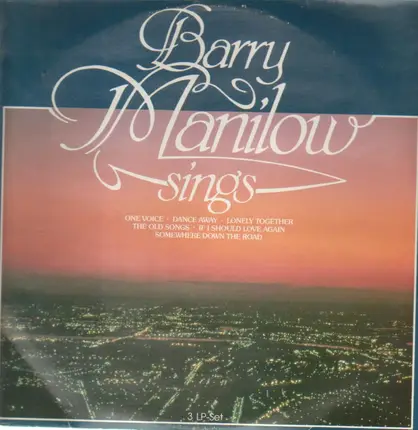 Barry
Manilow
sings
ONE VOICE · DANCE AWAY · LONELY TOGETHER
THE OLD SONGS · IF I SHOULD LOVE AGAIN
SOMEWHERE DOWN THE ROAD
3 LP-Set